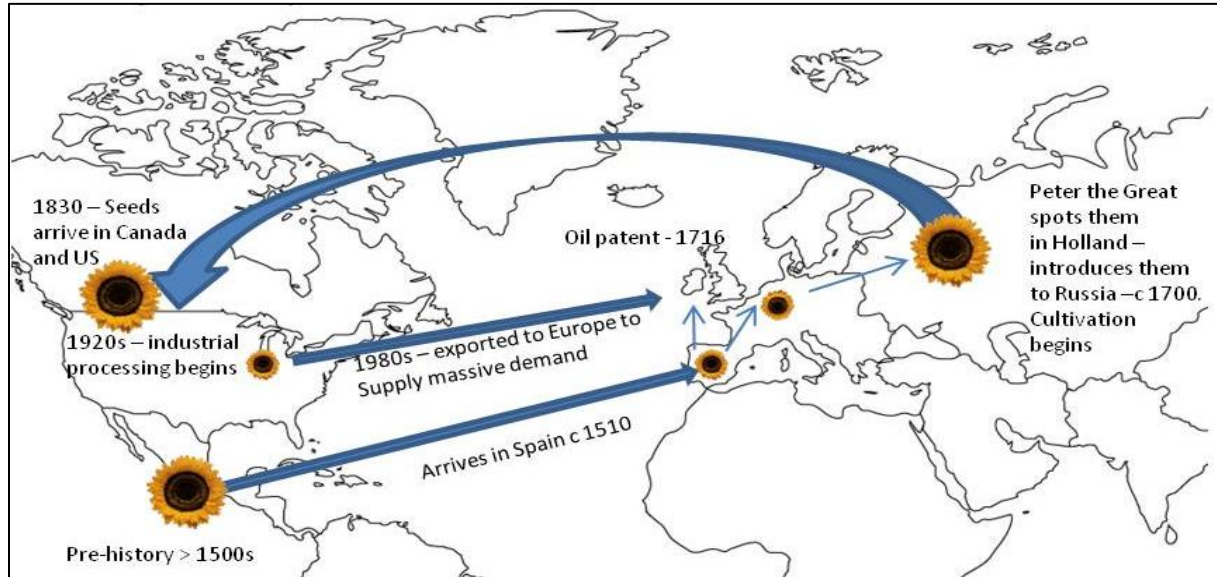 1830 – Seeds
arrive in Canada
and US
Oil patent - 1716
Peter the Great
spots them
in Holland –
introduces them
to Russia –c 1700.
Cultivation
begins
1920s – industrial
processing begins
1980s – exported to Europe to
Supply massive demand
Arrives in Spain c 1510
Pre-history > 1500s